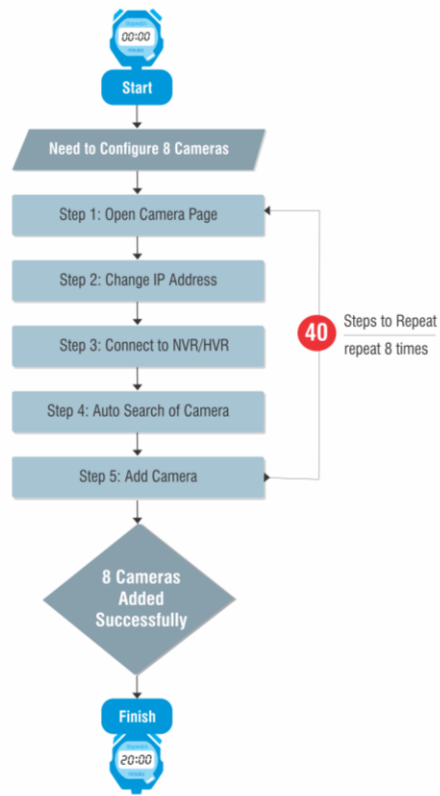 00:00
Start
Need to Configure 8 Cameras
Step 1: Open Camera Page
Step 2: Change IP Address
Step 3: Connect to NVR/HVR
40
Steps to Repeat
repeat 8 times
Step 4: Auto Search of Camera
Step 5: Add Camera
8 Cameras
Added
Successfully
Finish
20:00